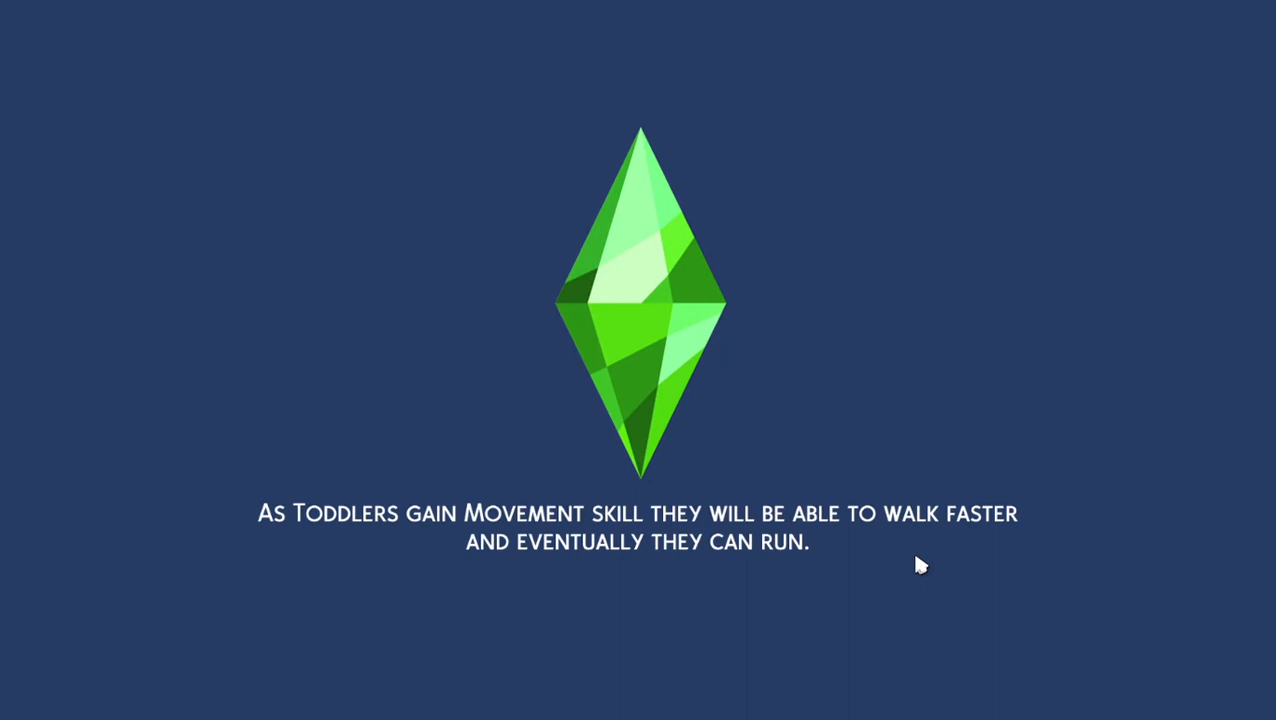 As Toddlers gain Movement skill they will be able to walk faster
and eventually they can run.